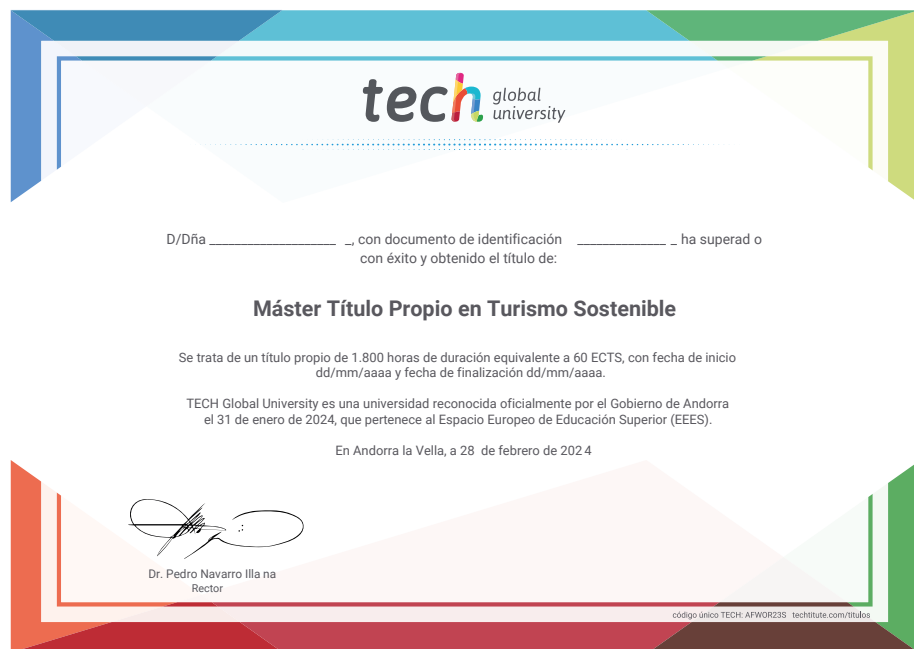 tech global
university
D/Dña ____________________ _, con documento de identificación ______________ _ ha superad o
con éxito y obtenido el título de:
Máster Título Propio en Turismo Sostenible
Se trata de un título propio de 1.800 horas de duración equivalente a 60 ECTS, con fecha de inicio
dd/mm/aaaa y fecha de finalización dd/mm/aaaa.
TECH Global University es una universidad reconocida oficialmente por el Gobierno de Andorra
el 31 de enero de 2024, que pertenece al Espacio Europeo de Educación Superior (EEES).
En Andorra la Vella, a 28 de febrero de 2024
Dr. Pedro Navarro Illa na
Rector
código único TECH: AFWOR23S techtitute.com/titulos